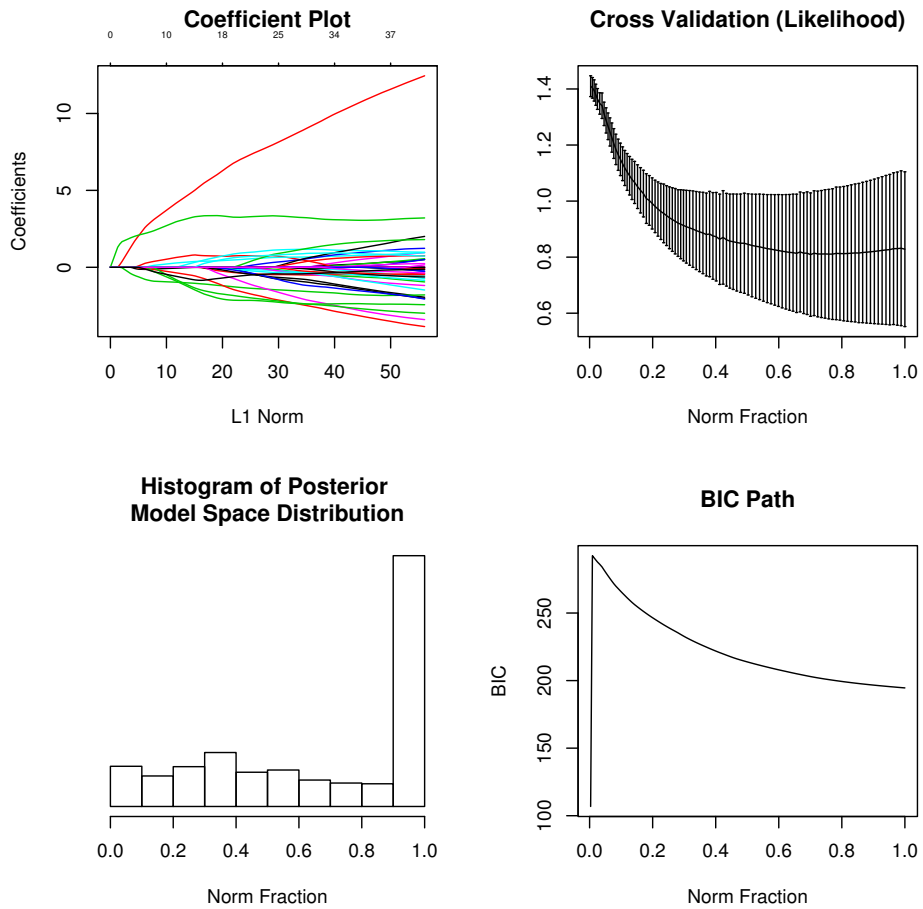 Coefficient Plot
0 10 18 25 34 37
10
5
0
Coefficients
0 10 20 30 40 50
L1 Norm
Cross Validation (Likelihood)
1.4
1.2
1.0
0.8
0.6
0.0 0.2 0.4 0.6 0.8 1.0
Norm Fraction
Histogram of Posterior
Model Space Distribution
0.0 0.2 0.4 0.6 0.8 1.0
Norm Fraction
BIC Path
250
200
150
100
BIC
0.0 0.2 0.4 0.6 0.8 1.0
Norm Fraction